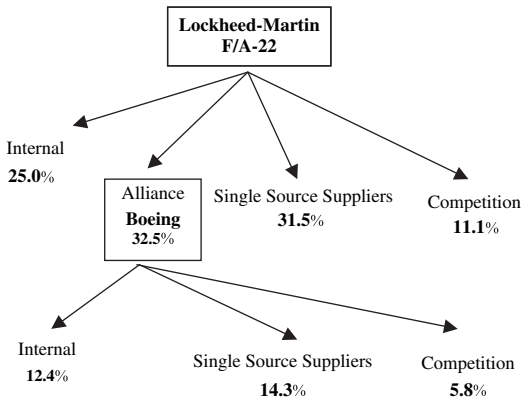 Lockheed-Martin
F/A-22
Internal
25.0%
Alliance
Boeing
32.5%
Single Source Suppliers
31.5%
Competition
11.1%
Internal
12.4%
Single Source Suppliers
14.3%
Competition
5.8%